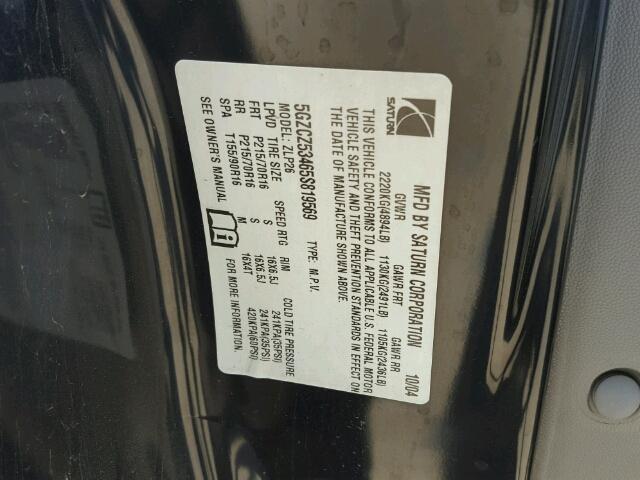 SATURN
MFD BY SATURN CORPORATION 10/04
GVWR GAWR FRT GAWR RR
2220KG(4894LB) 1130KG(2491LB) 1105KG(2436LB)
THIS VEHICLE CONFORMS TO ALL APPLICABLE U.S. FEDERAL MOTOR
VEHICLE SAFETY AND THEFT PREVENTION STANDARDS IN EFFECT ON
THE DATE OF MANUFACTURE SHOWN ABOVE.
5GZCZ53465S819569 TYPE: M.P.V.
MODEL: ZLP26
LPVD TIRE SIZE SPEED RTG RIM COLD TIRE PRESSURE
FRT P215/70R16 S 16X6.5J 241KPA(35PSI)
RR P215/70R16 S 16X6.5J 241KPA(35PSI)
SPA T155/90R16 M 16X4T 420KPA(60PSI)
SEE OWNER'S MANUAL FOR MORE INFORMATION.